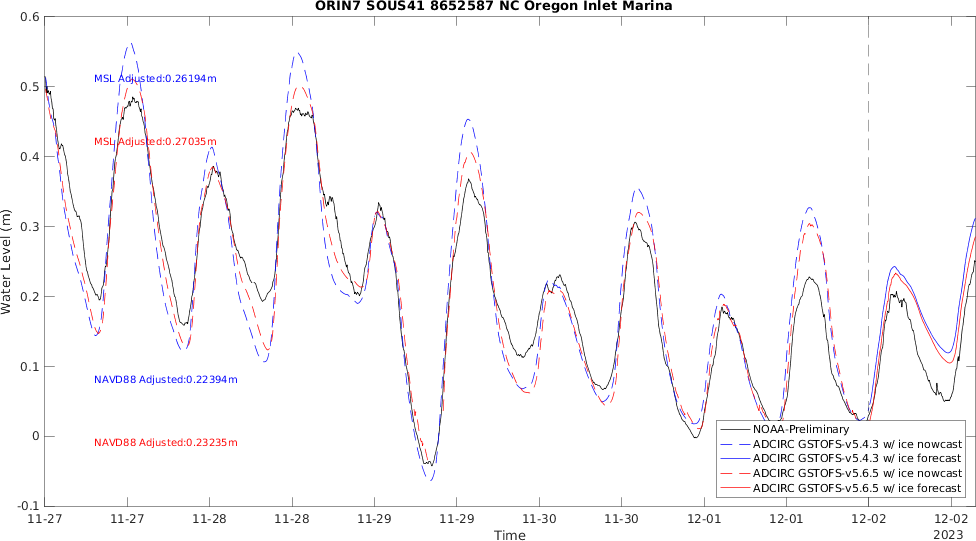 ORIN7 SOUS41 8652587 NC Oregon Inlet Marina
0.6
0.5
0.4
0.3
0.2
0.1
0
-0.1
Water Level (m)
MSL Adjusted:0.26194m
MSL Adjusted:0.27035m
NAVD88 Adjusted:0.22394m
NAVD88 Adjusted:0.23235m
NOAA-Preliminary
ADCIRC GSTOFS-v5.4.3 w/ ice nowcast
ADCIRC GSTOFS-v5.4.3 w/ ice forecast
ADCIRC GSTOFS-v5.6.5 w/ ice nowcast
ADCIRC GSTOFS-v5.6.5 w/ ice forecast
11-27 11-27 11-28 11-28 11-29 11-29 11-30 11-30 12-01 12-01 12-02 12-02
2023
Time